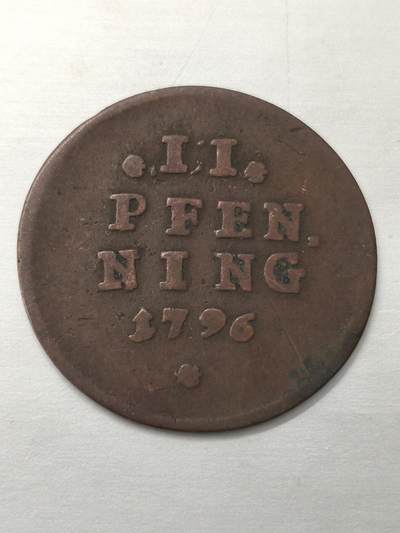 II.
PFEN.
NING
1796